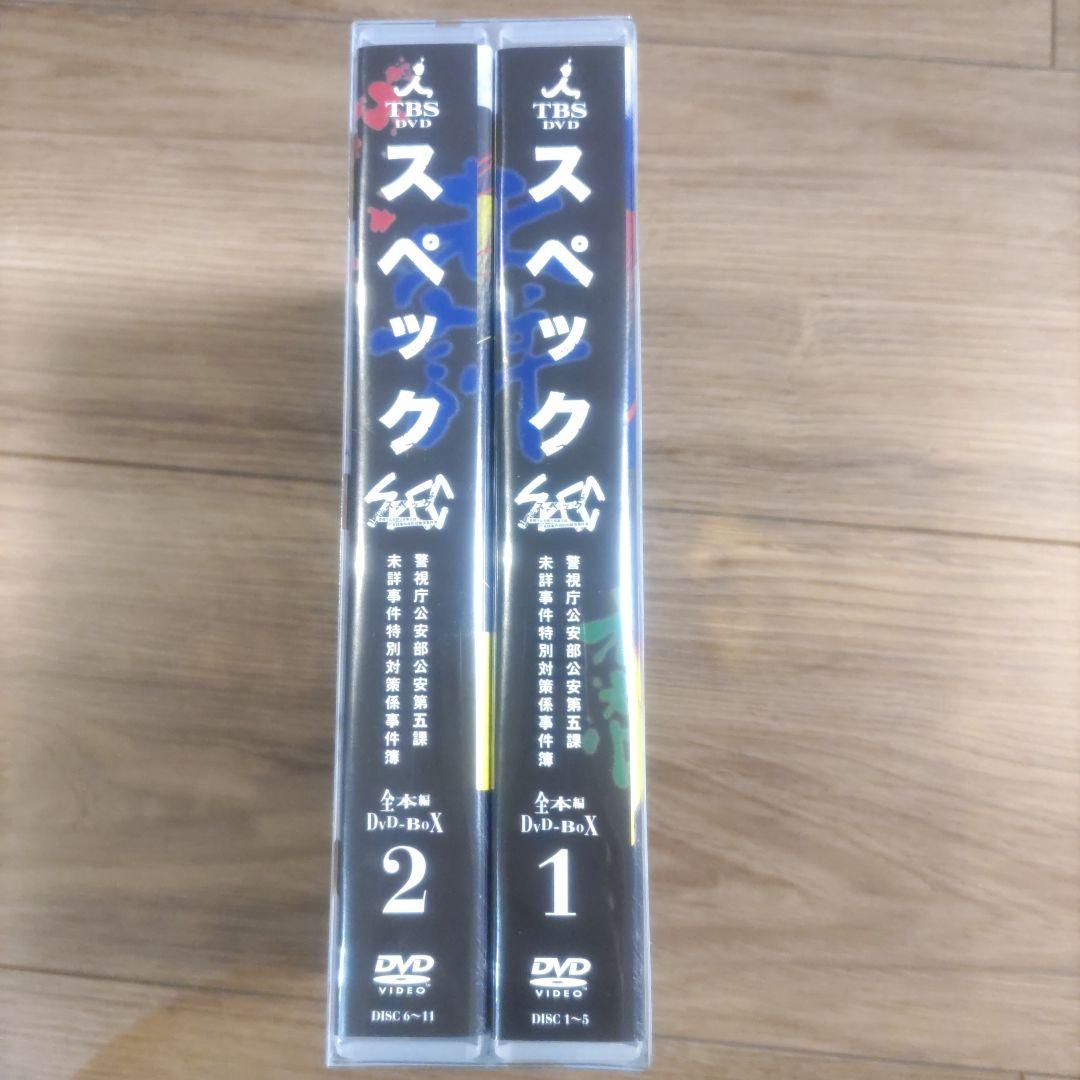 TBS
DVD
スペック
警視庁公安部公安第五課
未詳事件特別対策係事件簿
全本編
DVD-BOX
2
DVD
VIDEO
DISC 6〜11
TBS
DVD
スペック
警視庁公安部公安第五課
未詳事件特別対策係事件簿
全本編
DVD-BOX
1
DVD
VIDEO
DISC 1〜5